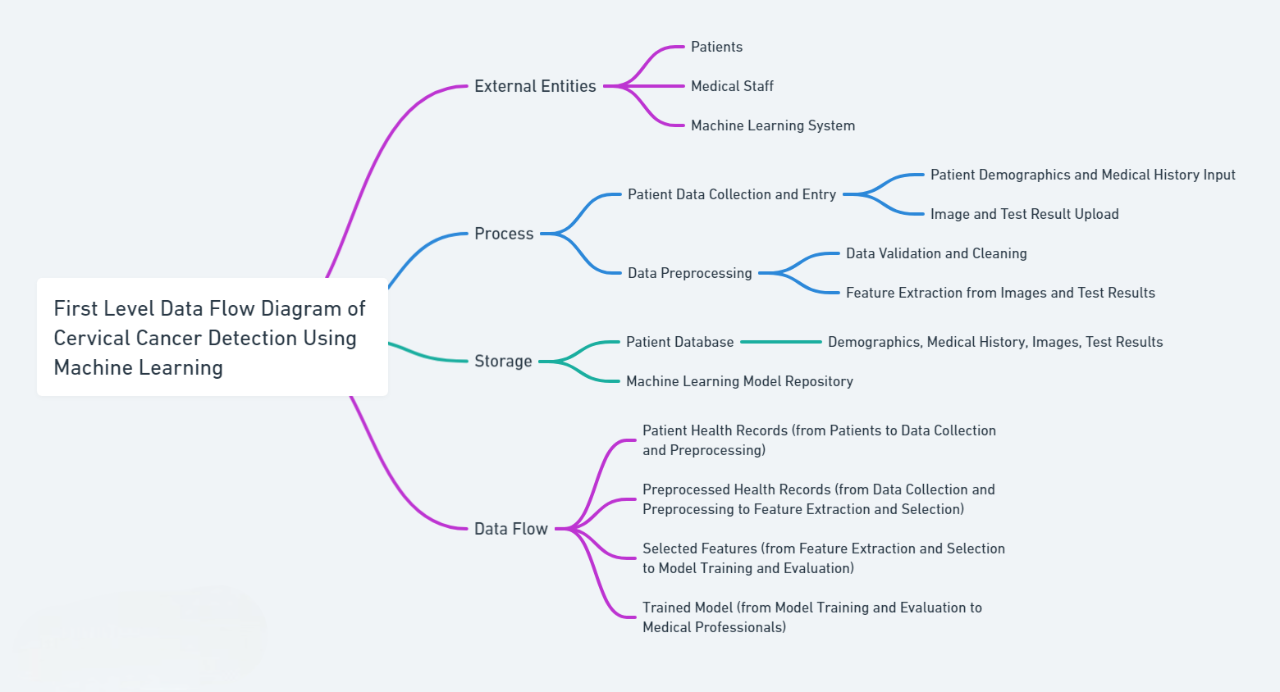 First Level Data Flow Diagram of
Cervical Cancer Detection Using
Machine Learning
External Entities
Patients
Medical Staff
Machine Learning System
Process
Patient Data Collection and Entry
Patient Demographics and Medical History Input
Image and Test Result Upload
Data Preprocessing
Data Validation and Cleaning
Feature Extraction from Images and Test Results
Storage
Patient Database
Demographics, Medical History, Images, Test Results
Machine Learning Model Repository
Data Flow
Patient Health Records (from Patients to Data Collection
and Preprocessing)
Preprocessed Health Records (from Data Collection and
Preprocessing to Feature Extraction and Selection)
Selected Features (from Feature Extraction and Selection
to Model Training and Evaluation)
Trained Model (from Model Training and Evaluation to
Medical Professionals)